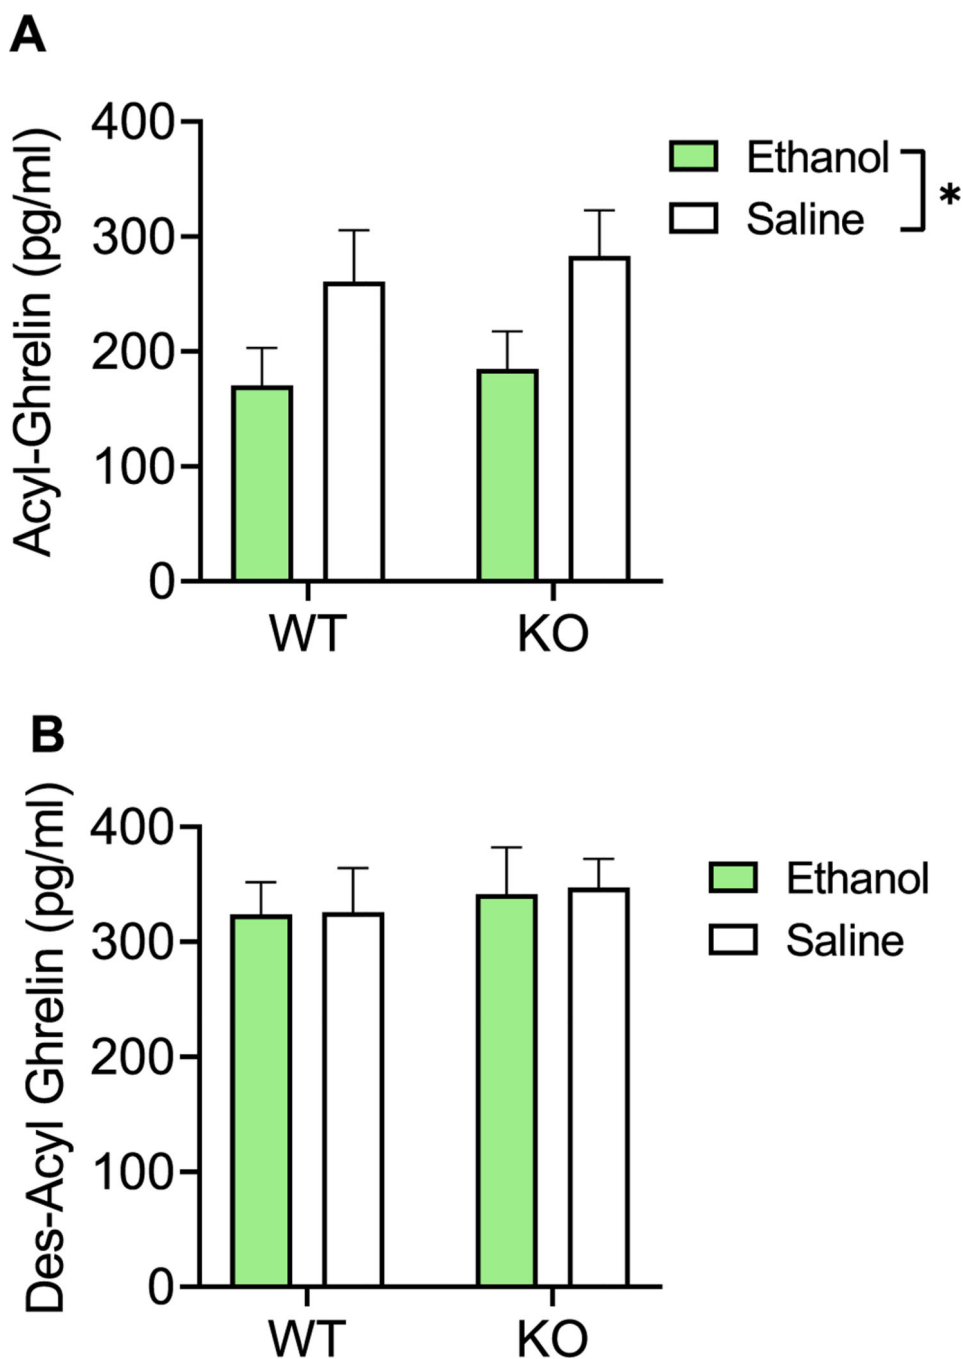 A
Acyl-Ghrelin (pg/ml)
400
300
200
100
0
WT KO
Ethanol
Saline
*
B
Des-Acyl Ghrelin (pg/ml)
400
300
200
100
0
WT KO
Ethanol
Saline